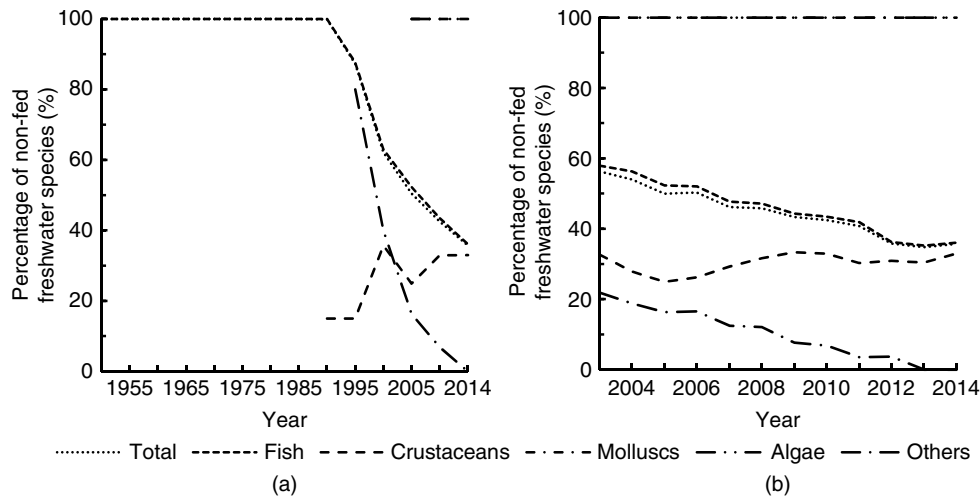 Percentage of non-fed
freshwater species (%)
100
80
60
40
20
0
1955 1965 1975 1985 1995 2005 2014
Year
Percentage of non-fed
freshwater species (%)
100
80
60
40
20
0
2004 2006 2008 2010 2012 2014
Year
Total Fish Crustaceans Molluscs Algae Others
(a) (b)